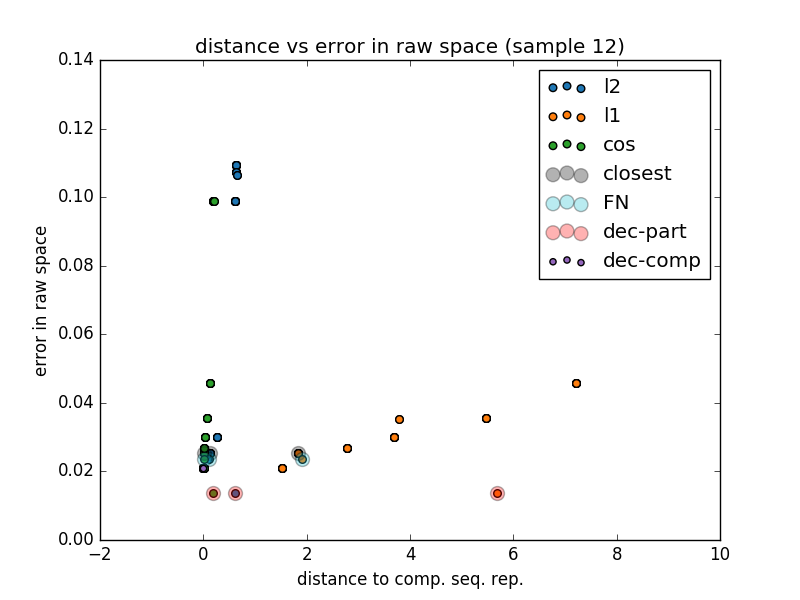 distance vs error in raw space (sample 12)
0.14
0.12
0.10
0.08
0.06
0.04
0.02
0.00
error in raw space
l2
l1
cos
closest
FN
dec-part
dec-comp
−2 0 2 4 6 8 10
distance to comp. seq. rep.